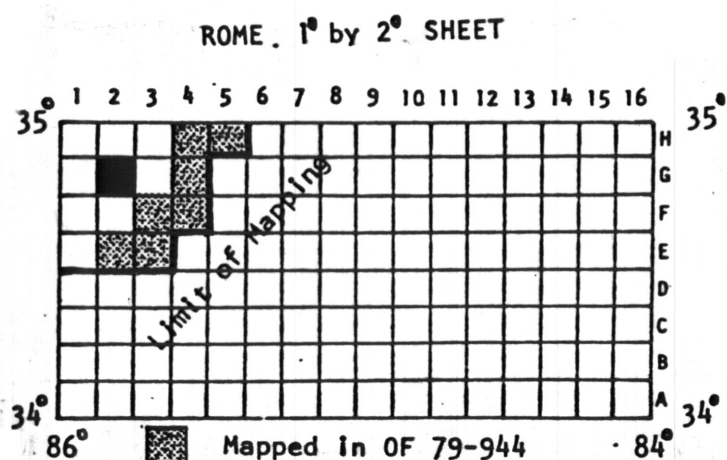 ROME. 1° by 2° SHEET
1 2 3 4 5 6 7 8 9 10 11 12 13 14 15 16
35° 35°
H
G
F
E
D
C
B
A
Limit of Mapping
34° 34°
86° 84°
Mapped in OF 79-944